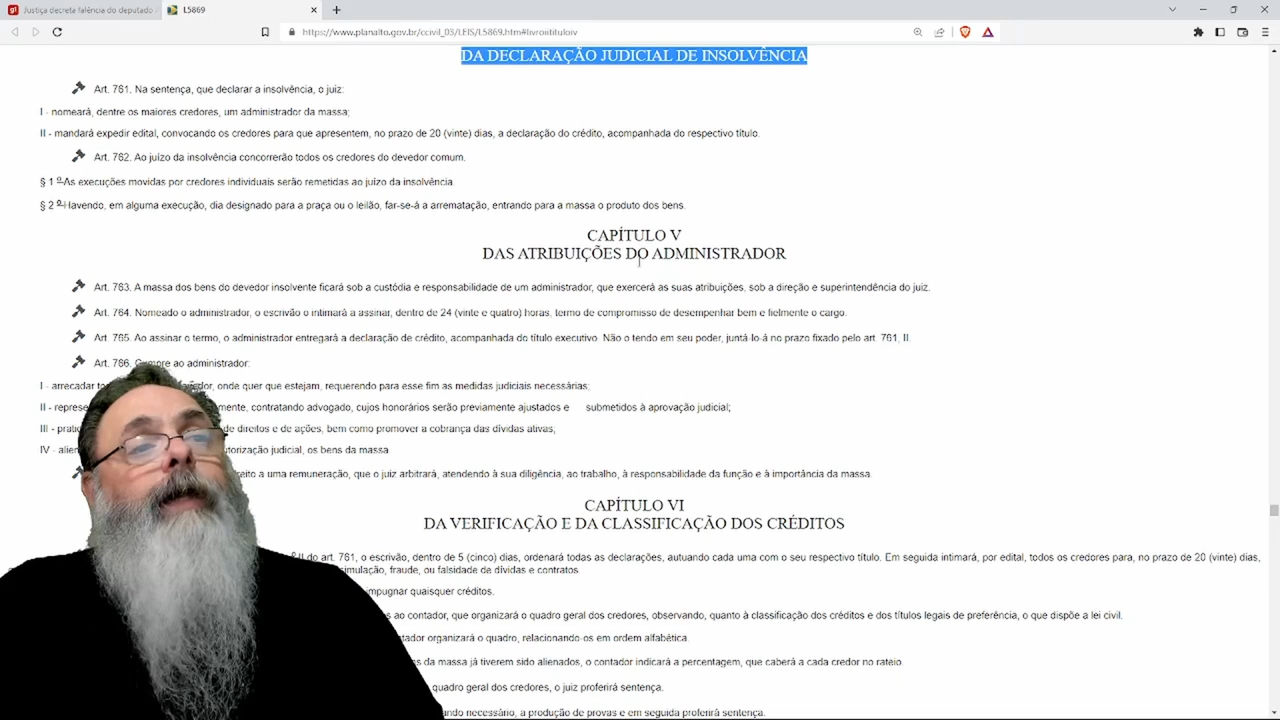 Justiça decreta falência do deputado
L5869
https://www.planalto.gov.br/ccivil_03/LEIS/L5869.htm#livroiitituloiv
DA DECLARAÇÃO JUDICIAL DE INSOLVÊNCIA
Art. 761. Na sentença, que declarar a insolvência, o juiz:
I - nomeará, dentre os maiores credores, um administrador da massa;
II - mandará expedir edital, convocando os credores para que apresentem, no prazo de 20 (vinte) dias, a declaração do crédito, acompanhada do respectivo título.
Art. 762. Ao juízo da insolvência concorrerão todos os credores do devedor comum.
§ 1 º As execuções movidas por credores individuais serão remetidas ao juízo da insolvência.
§ 2 º Havendo, em alguma execução, dia designado para a praça ou o leilão, far-se-á a arrematação, entrando para a massa o produto dos bens.
CAPÍTULO V
DAS ATRIBUIÇÕES DO ADMINISTRADOR
Art. 763. A massa dos bens do devedor insolvente ficará sob a custódia e responsabilidade de um administrador, que exercerá as suas atribuições, sob a direção e superintendência do juiz.
Art. 764. Nomeado o administrador, o escrivão o intimará a assinar, dentro de 24 (vinte e quatro) horas, termo de compromisso de desempenhar bem e fielmente o cargo.
Art. 765. Ao assinar o termo, o administrador entregará a declaração de crédito, acompanhada do título executivo. Não o tendo em seu poder, juntá-lo-á no prazo fixado pelo art. 761, II.
Art. 766. Cumpre ao administrador:
I - arrecadar onde quer que estejam, requerendo para esse fim as medidas judiciais necessárias;
II - contratando advogado, cujos honorários serão previamente ajustados e submetidos à aprovação judicial;
III - de direitos e de ações, bem como promover a cobrança das dívidas ativas;
IV - judicial, os bens da massa.
a uma remuneração, que o juiz arbitrará, atendendo à sua diligência, ao trabalho, à responsabilidade da função e à importância da massa.
CAPÍTULO VI
DA VERIFICAÇÃO E DA CLASSIFICAÇÃO DOS CRÉDITOS
II do art. 761, o escrivão, dentro de 5 (cinco) dias, ordenará todas as declarações, autuando cada uma com o seu respectivo título. Em seguida intimará, por edital, todos os credores para, no prazo de 20 (vinte) dias,
simulação, fraude, ou falsidade de dívidas e contratos.
impugnar quaisquer créditos.
ao contador, que organizará o quadro geral dos credores, observando, quanto à classificação dos créditos e dos títulos legais de preferência, o que dispõe a lei civil.
organizará o quadro, relacionando-os em ordem alfabética.
da massa já tiverem sido alienados, o contador indicará a percentagem, que caberá a cada credor no rateio.
quadro geral dos credores, o juiz proferirá sentença.
necessário, a produção de provas e em seguida proferirá sentença.